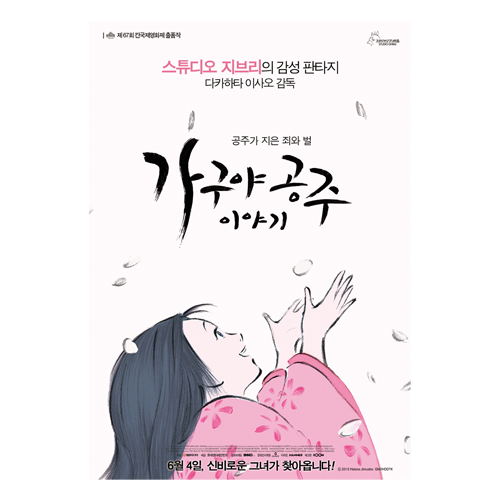 제 67회 칸국제영화제 출품작
스튜디오 지브리의 감성 판타지
다카하타 이사오 감독
공주가 지은 죄와 벌
가구야 공주
이야기
6월 4일, 신비로운 그녀가 찾아옵니다!